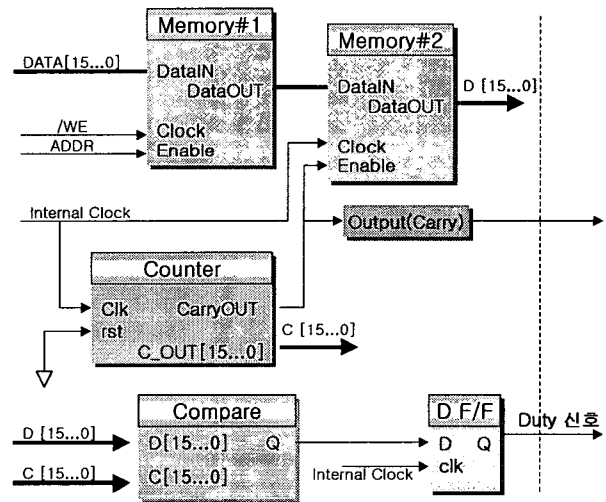 Memory#1
Memory#2
DATA[15...0]
DataIN
DataOUT
DataIN
DataOUT
D [15...0]
/WE
Clock
ADDR
Enable
Clock
Enable
Internal Clock
Output(Carry)
Counter
Clk
CarryOUT
rst
C [15...0]
C_OUT[15...0]
Compare
D F/F
Duty 신호
D [15...0]
D[15...0]
Q
D
Q
C [15...0]
C[15...0]
Internal Clock
clk